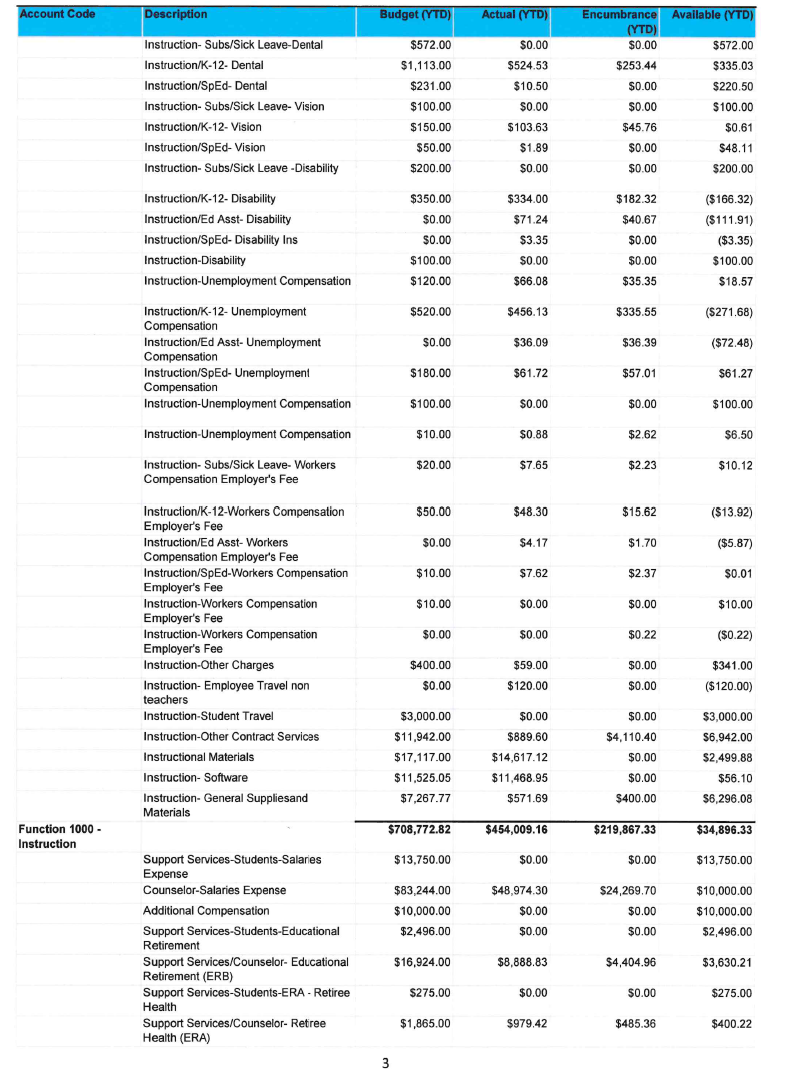 Account Code Description Budget (YTD) Actual (YTD) Encumbrance Available (YTD)
(YTD)
Instruction- Subs/Sick Leave-Dental $572.00 $0.00 $0.00 $572.00
Instruction/K-12- Dental $1,113.00 $524.53 $253.44 $335.03
Instruction/SpEd- Dental $231.00 $10.50 $0.00 $220.50
Instruction- Subs/Sick Leave- Vision $100.00 $0.00 $0.00 $100.00
Instruction/K-12- Vision $150.00 $103.63 $45.76 $0.61
Instruction/SpEd- Vision $50.00 $1.89 $0.00 $48.11
Instruction- Subs/Sick Leave -Disability $200.00 $0.00 $0.00 $200.00
Instruction/K-12- Disability $350.00 $334.00 $182.32 ($166.32)
Instruction/Ed Asst- Disability $0.00 $71.24 $40.67 ($111.91)
Instruction/SpEd- Disability Ins $0.00 $3.35 $0.00 ($3.35)
Instruction-Disability $100.00 $0.00 $0.00 $100.00
Instruction-Unemployment Compensation $120.00 $66.08 $35.35 $18.57
Instruction/K-12- Unemployment $520.00 $456.13 $335.55 ($271.68)
Compensation
Instruction/Ed Asst- Unemployment $0.00 $36.09 $36.39 ($72.48)
Compensation
Instruction/SpEd- Unemployment $180.00 $61.72 $57.01 $61.27
Compensation
Instruction-Unemployment Compensation $100.00 $0.00 $0.00 $100.00
Instruction-Unemployment Compensation $10.00 $0.88 $2.62 $6.50
Instruction- Subs/Sick Leave- Workers $20.00 $7.65 $2.23 $10.12
Compensation Employer's Fee
Instruction/K-12-Workers Compensation $50.00 $48.30 $15.62 ($13.92)
Employer's Fee
Instruction/Ed Asst- Workers $0.00 $4.17 $1.70 ($5.87)
Compensation Employer's Fee
Instruction/SpEd-Workers Compensation $10.00 $7.62 $2.37 $0.01
Employer's Fee
Instruction-Workers Compensation $10.00 $0.00 $0.00 $10.00
Employer's Fee
Instruction-Workers Compensation $0.00 $0.00 $0.22 ($0.22)
Employer's Fee
Instruction-Other Charges $400.00 $59.00 $0.00 $341.00
Instruction- Employee Travel non $0.00 $120.00 $0.00 ($120.00)
teachers
Instruction-Student Travel $3,000.00 $0.00 $0.00 $3,000.00
Instruction-Other Contract Services $11,942.00 $889.60 $4,110.40 $6,942.00
Instructional Materials $17,117.00 $14,617.12 $0.00 $2,499.88
Instruction- Software $11,525.05 $11,468.95 $0.00 $56.10
Instruction- General Suppliesand $7,267.77 $571.69 $400.00 $6,296.08
Materials
Function 1000 - $708,772.82 $454,009.16 $219,867.33 $34,896.33
Instruction
Support Services-Students-Salaries $13,750.00 $0.00 $0.00 $13,750.00
Expense
Counselor-Salaries Expense $83,244.00 $48,974.30 $24,269.70 $10,000.00
Additional Compensation $10,000.00 $0.00 $0.00 $10,000.00
Support Services-Students-Educational $2,496.00 $0.00 $0.00 $2,496.00
Retirement
Support Services/Counselor- Educational $16,924.00 $8,888.83 $4,404.96 $3,630.21
Retirement (ERB)
Support Services-Students-ERA - Retiree $275.00 $0.00 $0.00 $275.00
Health
Support Services/Counselor- Retiree $1,865.00 $979.42 $485.36 $400.22
Health (ERA)
3